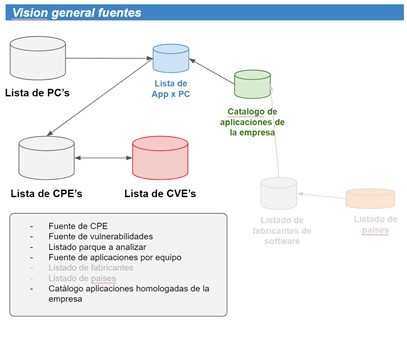 Vision general fuentes
Lista de PC's
Lista de
App x PC
Catalogo de
aplicaciones de
la empresa
Lista de CPE's
Lista de CVE's
Listado de
fabricantes de
software
Listado de
paises
- Fuente de CPE
- Fuente de vulnerabilidades
- Listado parque a analizar
- Fuente de aplicaciones por equipo
- Listado de fabricantes
- Listado de paises
- Catálogo aplicaciones homologadas de la
empresa